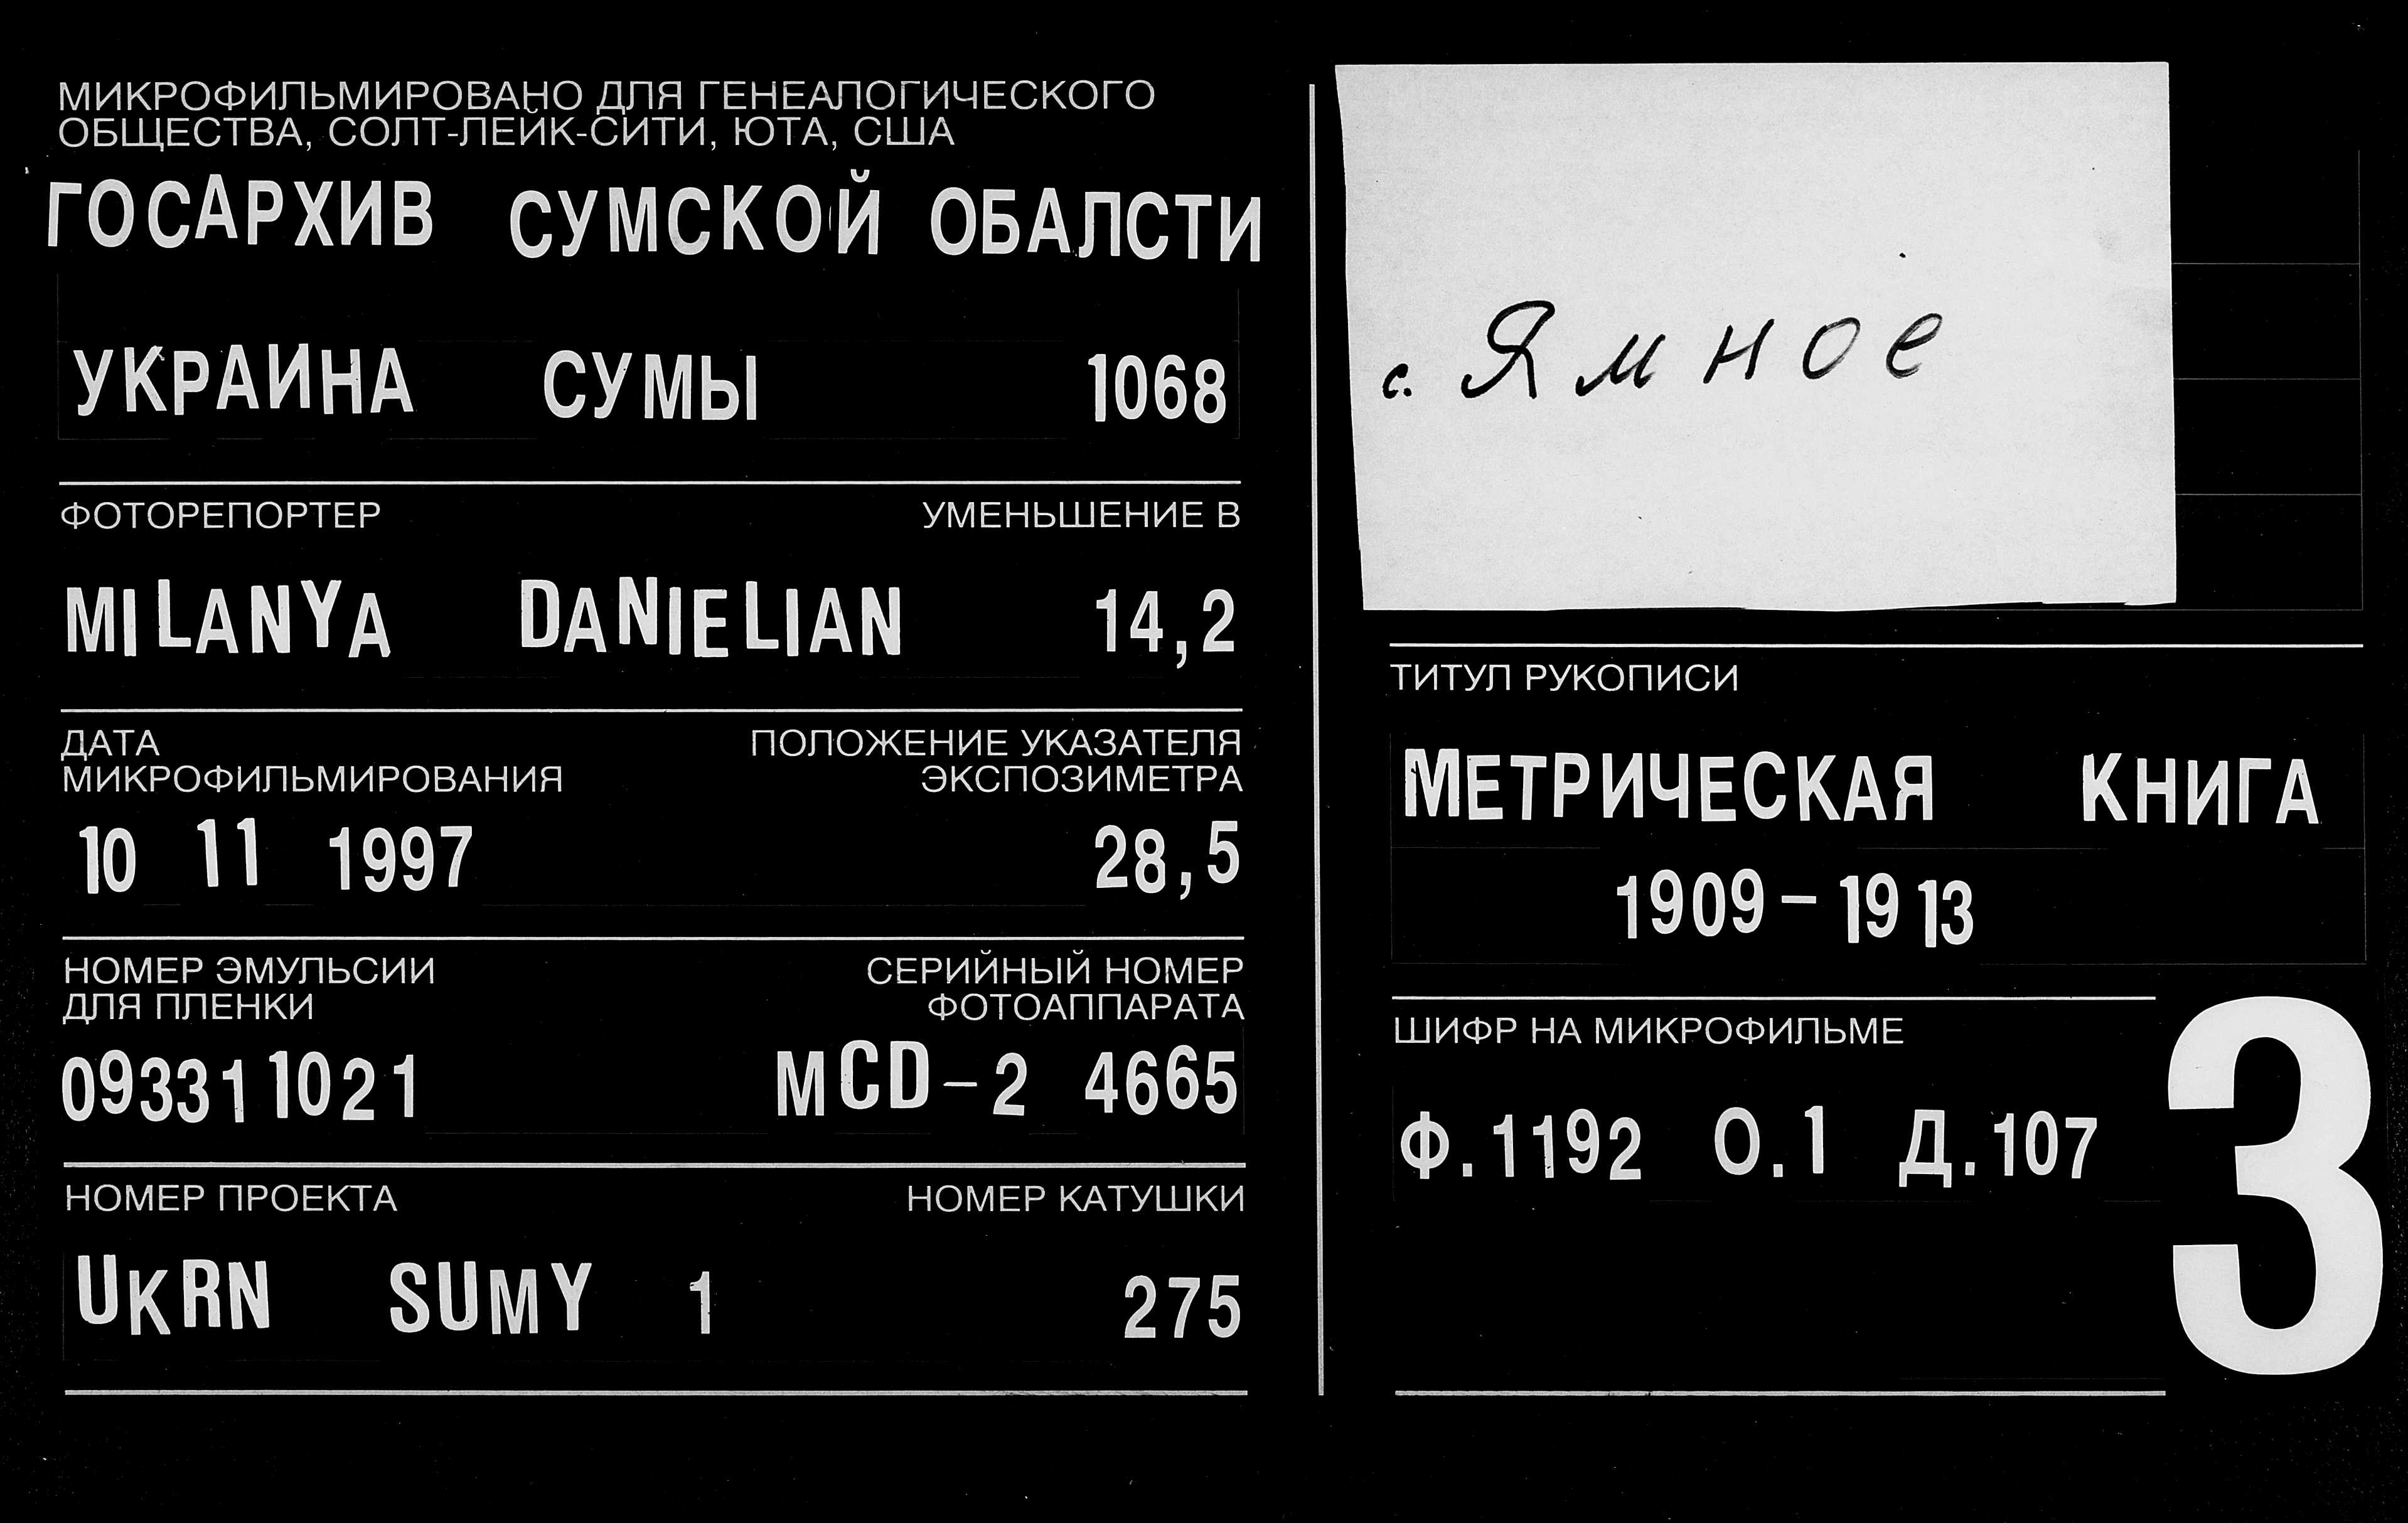 МИКРОФИЛЬМИРОВАНО ДЛЯ ГЕНЕАЛОГИЧЕСКОГО
ОБЩЕСТВА, СОЛТ-ЛЕЙК-СИТИ, ЮТА, США
ГОСАРХИВ СУМСКОЙ ОБАЛСТИ
УКРАИНА СУМЫ 1068
ФОТОРЕПОРТЕР УМЕНЬШЕНИЕ В
MILANYA DANIELIAN 14,2
ДАТА ПОЛОЖЕНИЕ УКАЗАТЕЛЯ
МИКРОФИЛЬМИРОВАНИЯ ЭКСПОЗИМЕТРА
10 11 1997 28,5
НОМЕР ЭМУЛЬСИИ СЕРИЙНЫЙ НОМЕР
ДЛЯ ПЛЕНКИ ФОТОАППАРАТА
093311021 MCD-2 4665
НОМЕР ПРОЕКТА НОМЕР КАТУШКИ
UKRN SUMY 1 275
с. Ямное
ТИТУЛ РУКОПИСИ
МЕТРИЧЕСКАЯ КНИГА
1909-1913
ШИФР НА МИКРОФИЛЬМЕ
Ф.1192 О.1 Д.107
3